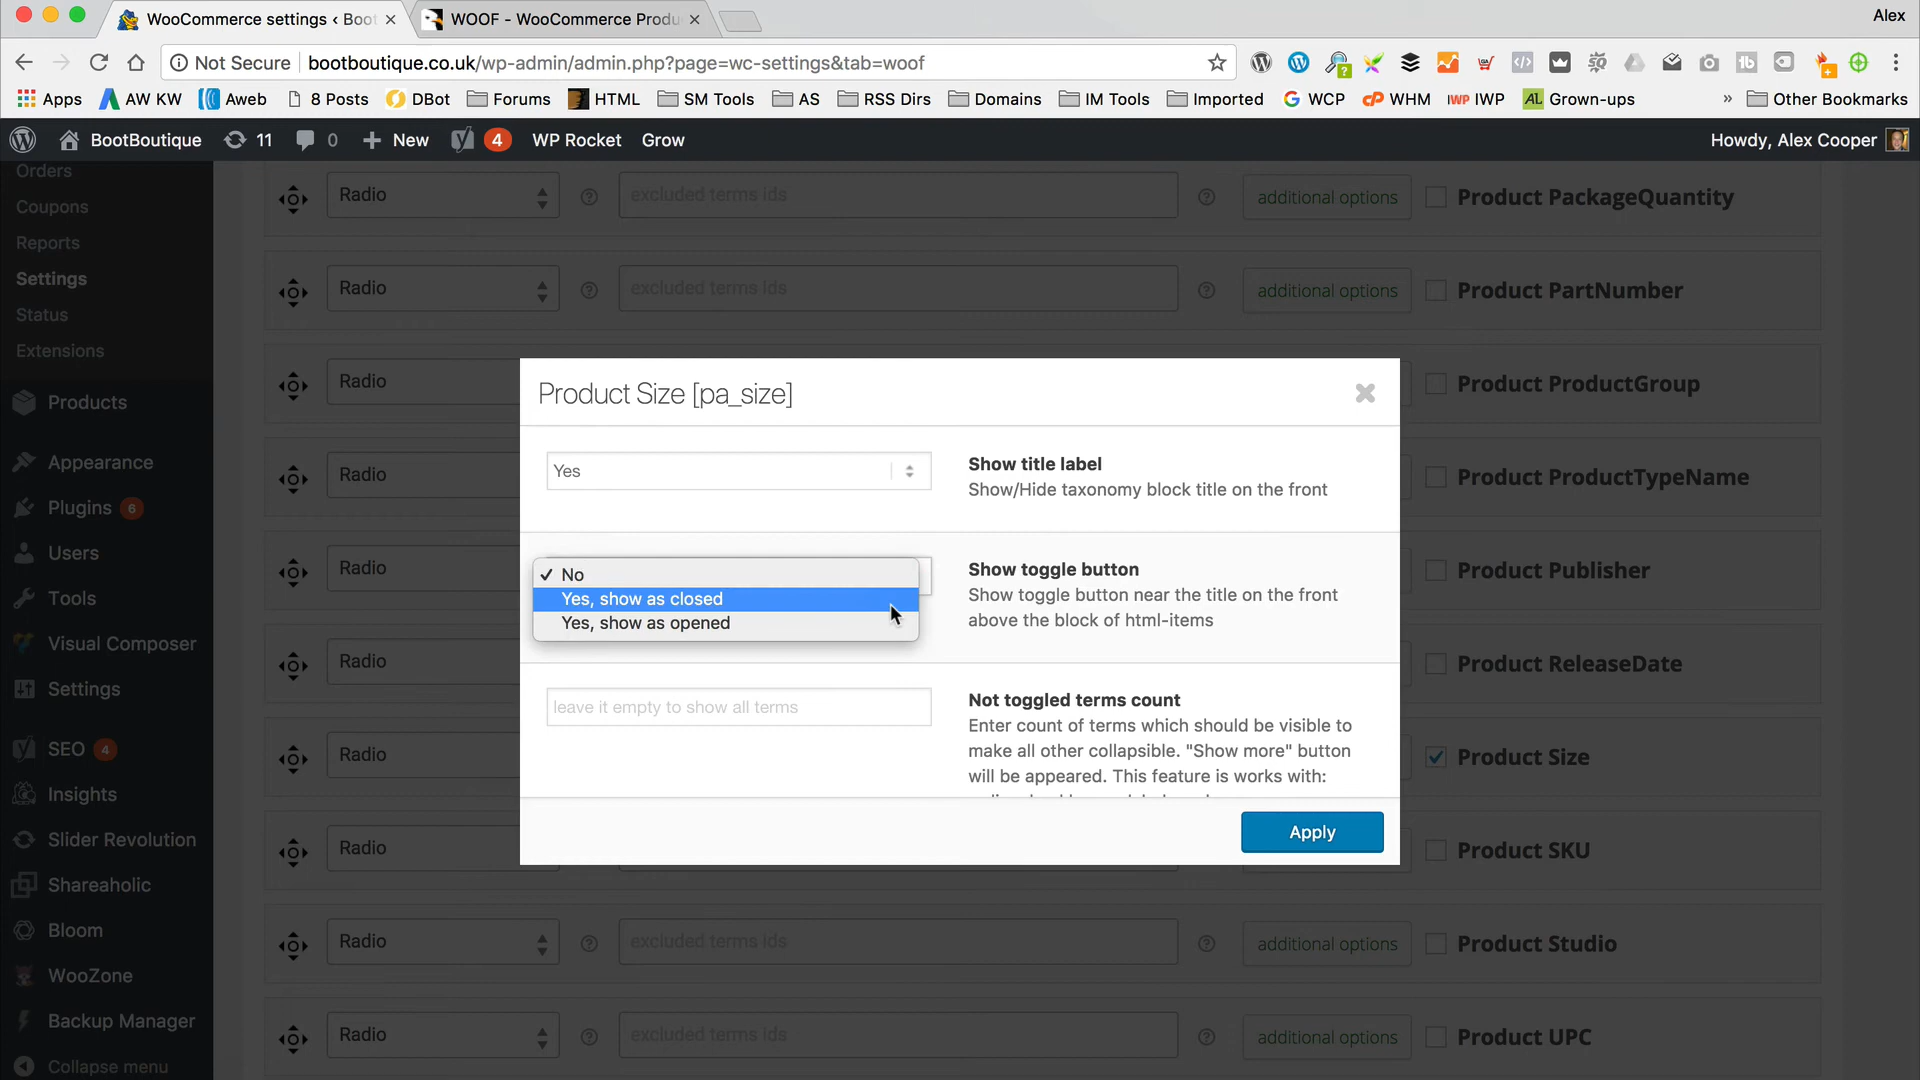 WooCommerce settings ‹ Boot
WOOF - WooCommerce Produ
Alex
Not Secure
bootboutique.co.uk/wp-admin/admin.php?page=wc-settings&tab=woof
Apps
AW KW
Aweb
8 Posts
DBot
Forums
HTML
SM Tools
AS
RSS Dirs
Domains
IM Tools
Imported
WCP
WHM
IWP
Grown-ups
»
Other Bookmarks
BootBoutique
11
0
New
4
WP Rocket
Grow
Howdy, Alex Cooper
Orders
Coupons
Reports
Settings
Status
Extensions
Products
Appearance
Plugins 6
Users
Tools
Visual Composer
Settings
SEO 4
Insights
Slider Revolution
Shareaholic
Bloom
WooZone
Backup Manager
Collapse menu
Radio
excluded terms ids
additional options
Product PackageQuantity
Radio
excluded terms ids
additional options
Product PartNumber
Radio
Product ProductGroup
Radio
Product ProductTypeName
Radio
Product Publisher
Radio
Product ReleaseDate
Radio
Product Size
Radio
Product SKU
Radio
excluded terms ids
additional options
Product Studio
Radio
excluded terms ids
additional options
Product UPC
Product Size [pa_size]
Yes
Show title label
Show/Hide taxonomy block title on the front
✓ No
Yes, show as closed
Yes, show as opened
Show toggle button
Show toggle button near the title on the front
above the block of html-items
leave it empty to show all terms
Not toggled terms count
Enter count of terms which should be visible to
make all other collapsible. "Show more" button
will be appeared. This feature is works with:
Apply